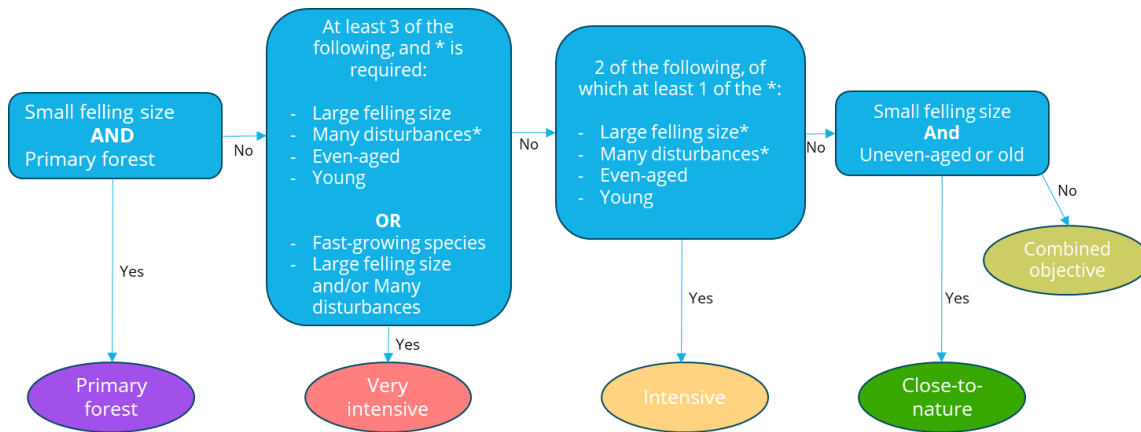 Small felling size
AND
Primary forest
No
Yes
Primary
forest
At least 3 of the
following, and * is
required:
- Large felling size
- Many disturbances*
- Even-aged
- Young
OR
- Fast-growing species
- Large felling size
and/or Many
disturbances
No
Yes
Very
intensive
2 of the following, of
which at least 1 of the *:
- Large felling size*
- Many disturbances*
- Even-aged
- Young
No
Yes
Intensive
Small felling size
And
Uneven-aged or old
No
Combined
objective
Yes
Close-to-
nature